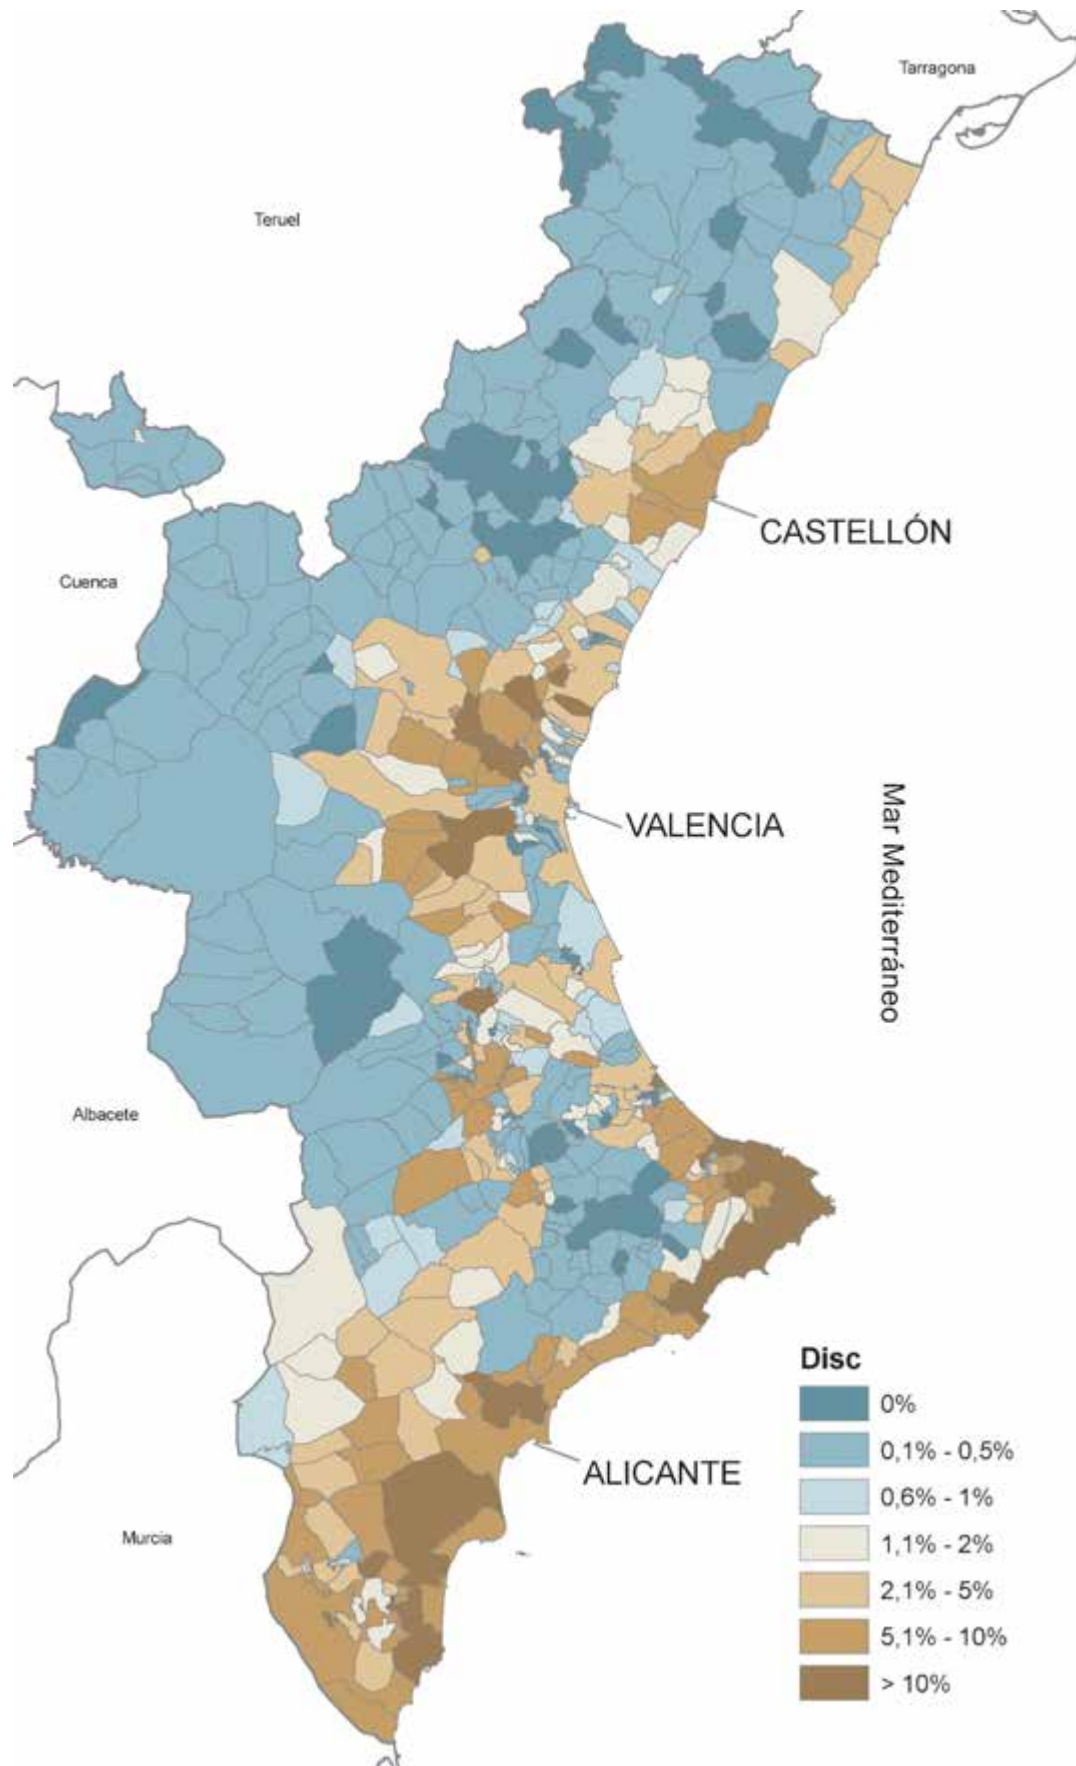 Tarragona
Teruel
CASTELLÓN
Cuenca
VALENCIA
Mar Mediterráneo
Albacete
ALICANTE
Murcia
Disc
0%
0,1% - 0,5%
0,6% - 1%
1,1% - 2%
2,1% - 5%
5,1% - 10%
> 10%